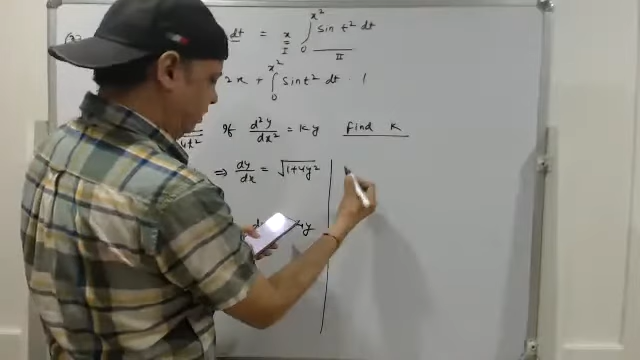 dt = x ∫₀^{x²} sin t² dt
I II
2x + ∫₀^{x²} sin t² dt · 1
If d²y/dx² = ky find k
⇒ dy/dx = √(1+4y²)